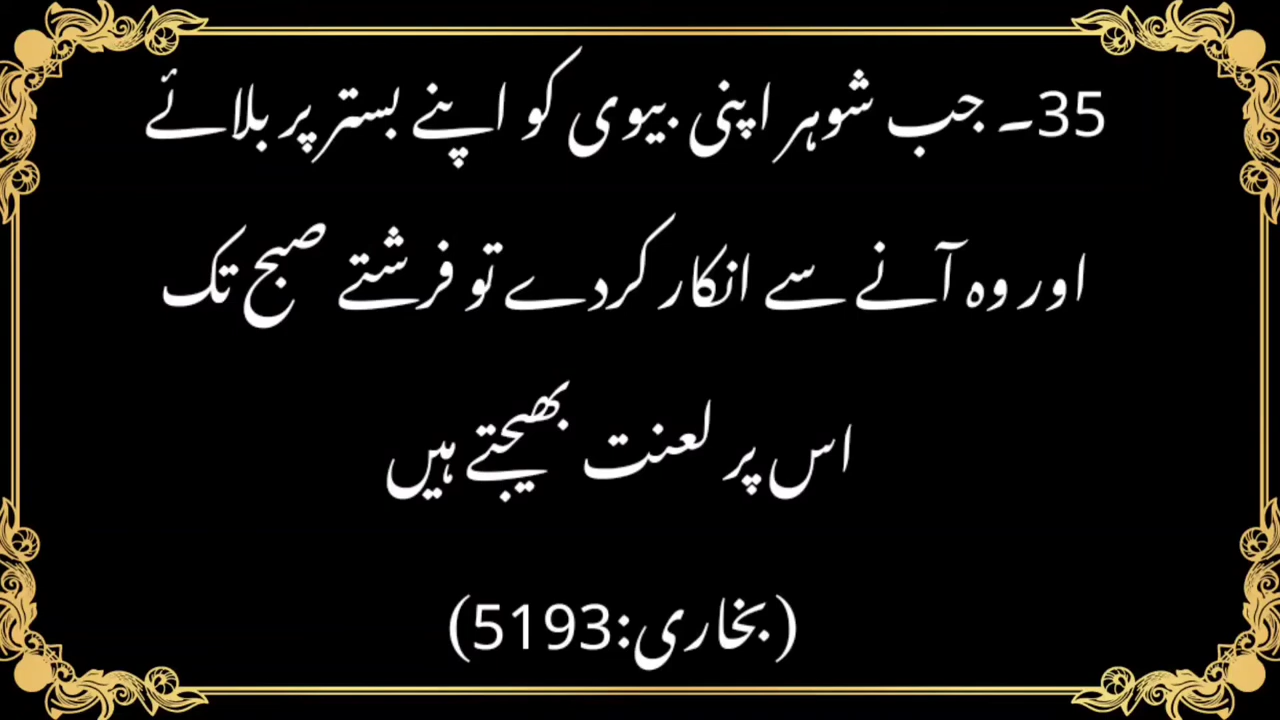 35۔ جب شوہر اپنی بیوی کو اپنے بستر پر بلائے
اور وہ آنے سے انکار کردے تو فرشتے صبح تک
اس پر لعنت بھیجتے ہیں
(بخاری:5193)